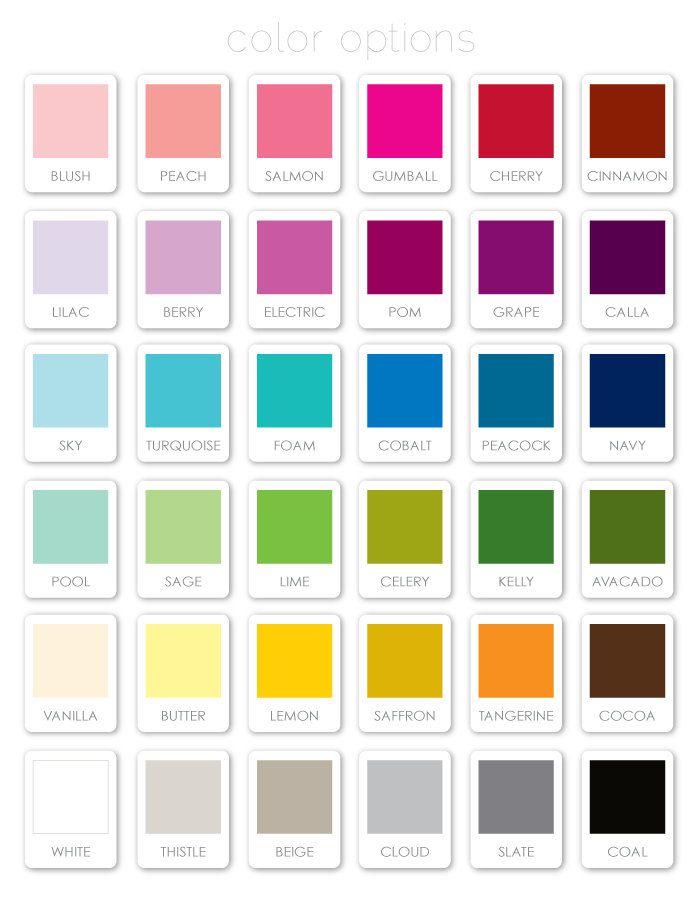 color options
BLUSH PEACH SALMON GUMBALL CHERRY CINNAMON
LILAC BERRY ELECTRIC POM GRAPE CALLA
SKY TURQUOISE FOAM COBALT PEACOCK NAVY
POOL SAGE LIME CELERY KELLY AVACADO
VANILLA BUTTER LEMON SAFFRON TANGERINE COCOA
WHITE THISTLE BEIGE CLOUD SLATE COAL